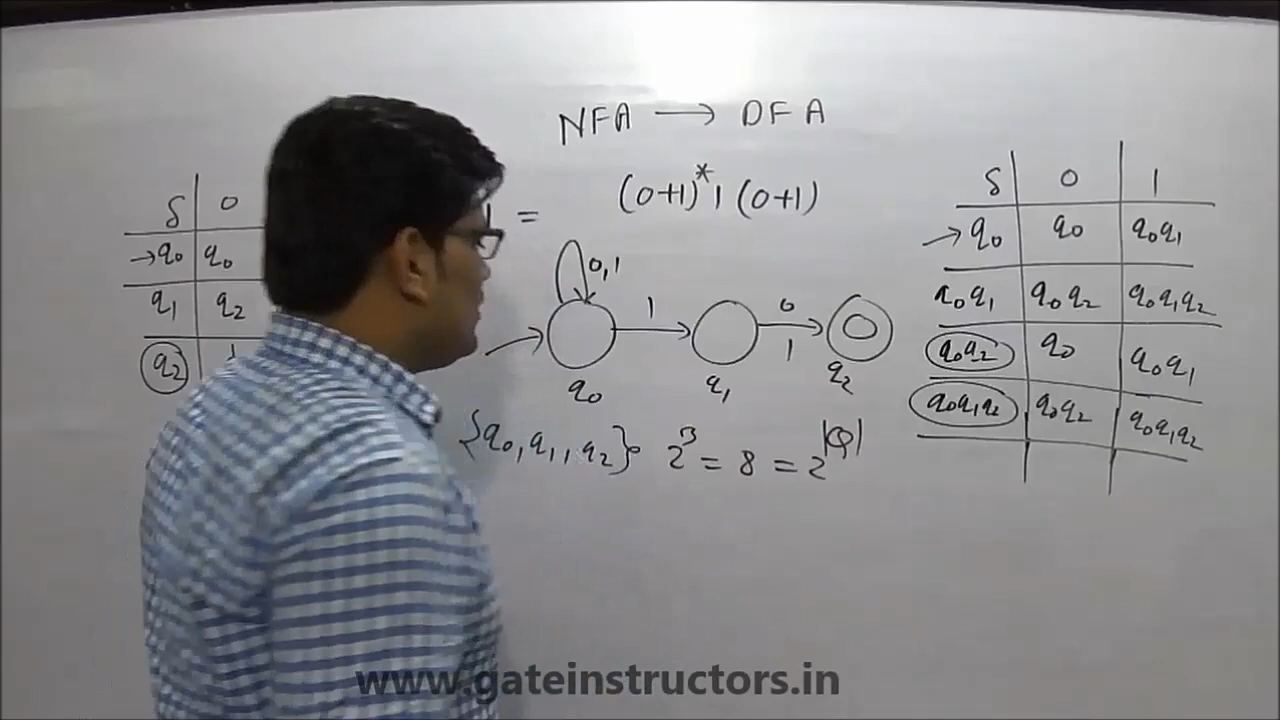 NFA → DFA
= (0+1)*1(0+1)
δ 0
→q0 q0
q1 q2
q2
0,1
1
0
1
q0 q1 q2
{q0,q1,,q2}. 2^3 = 8 = 2^|Q|
δ 0 1
→q0 q0 q0q1
q0q1 q0q2 q0q1q2
q0q2 q0 q0q1
q0q1q2 q0q2 q0q1q2
www.gateinstructors.in